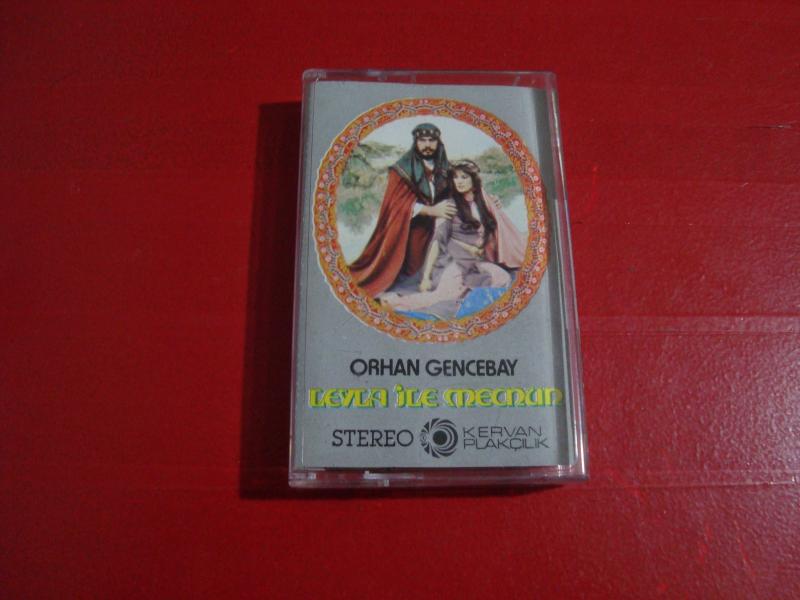 ORHAN GENCEBAY
LEYLA İLE MECNUN
STEREO
KERVAN
PLAKÇILIK